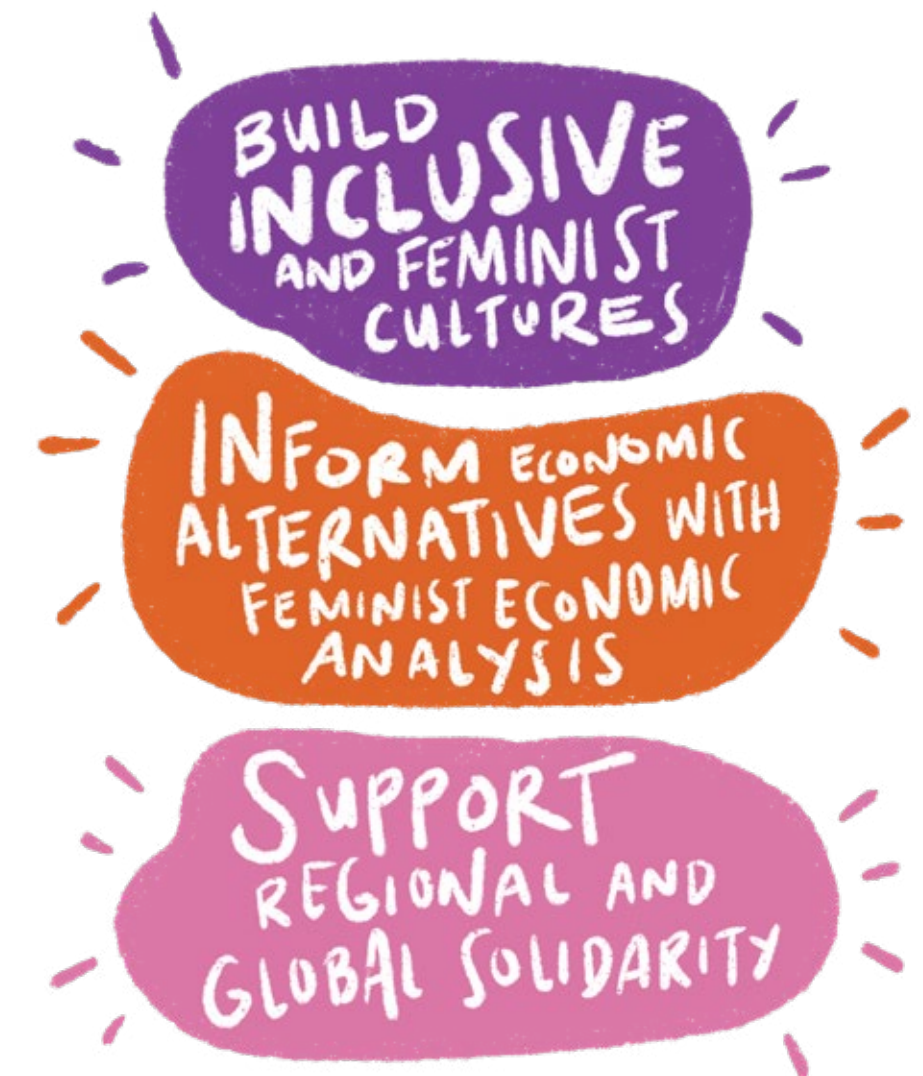 BUILD
INCLUSIVE
AND FEMINIST
CULTURES
INFORM ECONOMIC
ALTERNATIVES WITH
FEMINIST ECONOMIC
ANALYSIS
SUPPORT
REGIONAL AND
GLOBAL SOLIDARITY